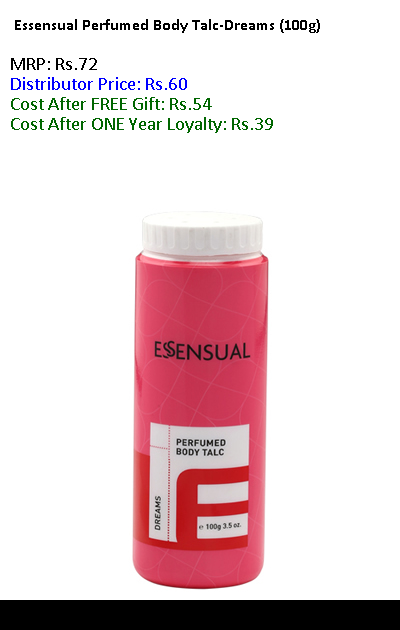 Essensual Perfumed Body Talc-Dreams (100g)
MRP: Rs.72
Distributor Price: Rs.60
Cost After FREE Gift: Rs.54
Cost After ONE Year Loyalty: Rs.39
ESSENSUAL
PERFUMED
BODY TALC
DREAMS
e 100g 3.5 oz.